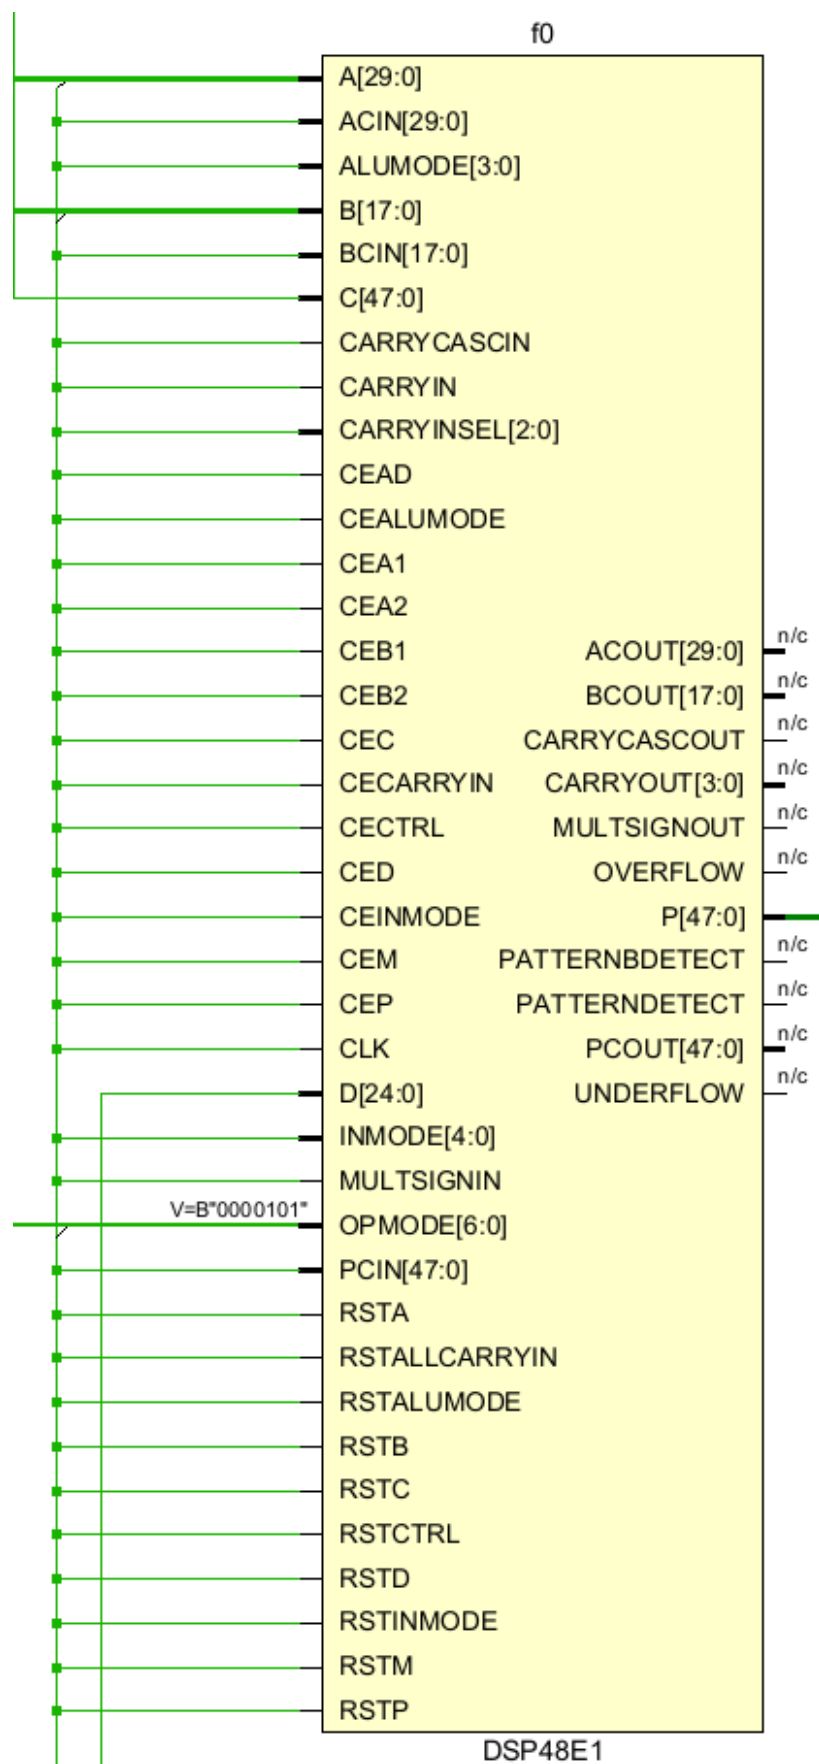 f0
A[29:0]
ACIN[29:0]
ALUMODE[3:0]
B[17:0]
BCIN[17:0]
C[47:0]
CARRYCASCIN
CARRYIN
CARRYINSEL[2:0]
CEAD
CEALUMODE
CEA1
CEA2
CEB1 ACOUT[29:0] n/c
CEB2 BCOUT[17:0] n/c
CEC CARRYCASCOUT n/c
CECARRYIN CARRYOUT[3:0] n/c
CECTRL MULTSIGNOUT n/c
CED OVERFLOW n/c
CEINMODE P[47:0]
CEM PATTERNBDETECT n/c
CEP PATTERNDETECT n/c
CLK PCOUT[47:0] n/c
D[24:0] UNDERFLOW n/c
INMODE[4:0]
MULTSIGNIN
V=B"0000101" OPMODE[6:0]
PCIN[47:0]
RSTA
RSTALLCARRYIN
RSTALUMODE
RSTB
RSTC
RSTCTRL
RSTD
RSTINMODE
RSTM
RSTP
DSP48E1